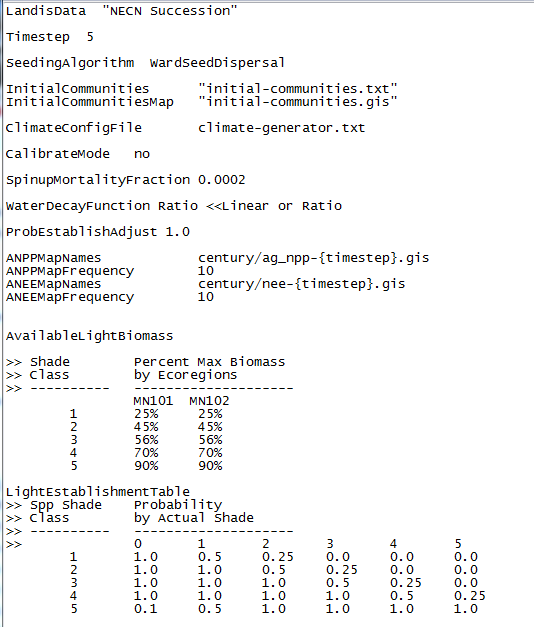 LandisData  "NECN Succession"
Timestep  5
SeedingAlgorithm  WardSeedDispersal
InitialCommunities      "initial-communities.txt"
InitialCommunitiesMap   "initial-communities.gis"
ClimateConfigFile       climate-generator.txt
CalibrateMode   no
SpinupMortalityFraction 0.0002
WaterDecayFunction Ratio <<Linear or Ratio
ProbEstablishAdjust 1.0
ANPPMapNames            century/ag_npp-{timestep}.gis
ANPPMapFrequency        10
ANEEMapNames            century/nee-{timestep}.gis
ANEEMapFrequency        10
AvailableLightBiomass
>> Shade        Percent Max Biomass
>> Class        by Ecoregions
>> ----------   --------------------
                MN101  MN102
        1       25%     25%
        2       45%     45%
        3       56%     56%
        4       70%     70%
        5       90%     90%
LightEstablishmentTable
>> Spp Shade    Probability
>> Class        by Actual Shade
>> ----------   --------------------
>>              0       1       2       3       4       5
        1       1.0     0.5     0.25    0.0     0.0     0.0
        2       1.0     1.0     0.5     0.25    0.0     0.0
        3       1.0     1.0     1.0     0.5     0.25    0.0
        4       1.0     1.0     1.0     1.0     0.5     0.25
        5       0.1     0.5     1.0     1.0     1.0     1.0